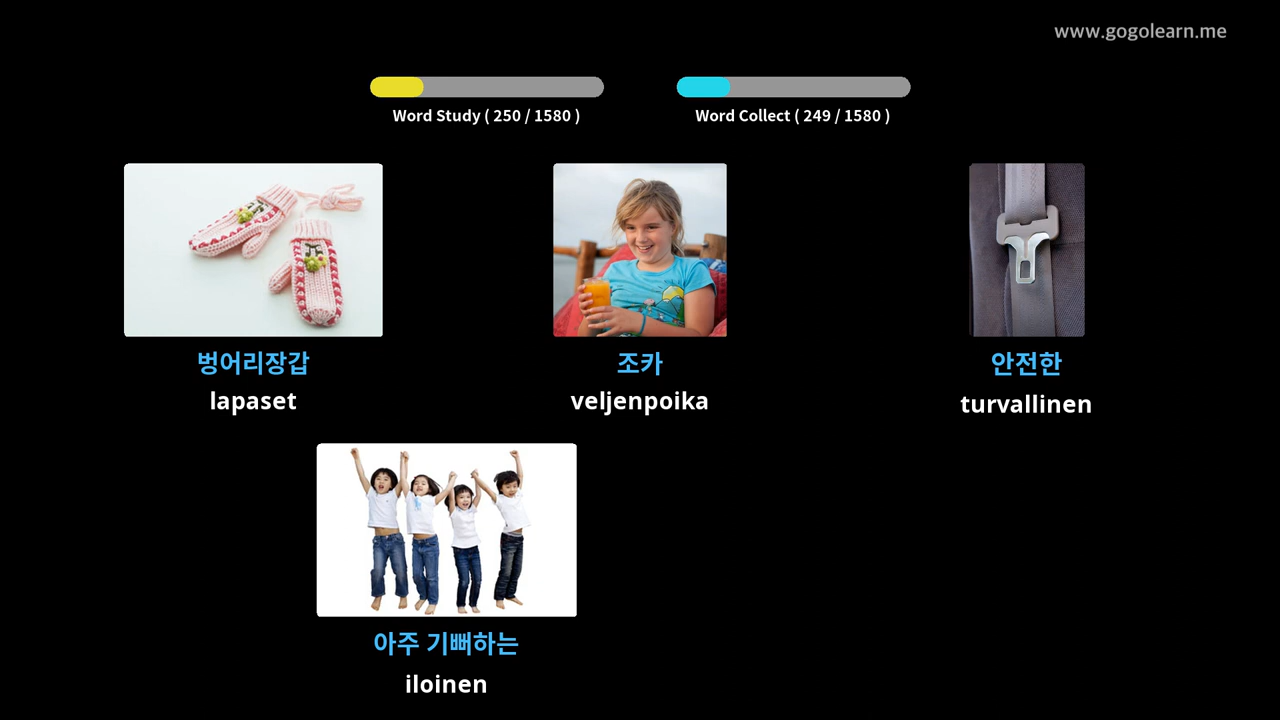 www.gogolearn.me
Word Study ( 250 / 1580 )
Word Collect ( 249 / 1580 )
벙어리장갑
lapaset
조카
veljenpoika
안전한
turvallinen
아주 기뻐하는
iloinen